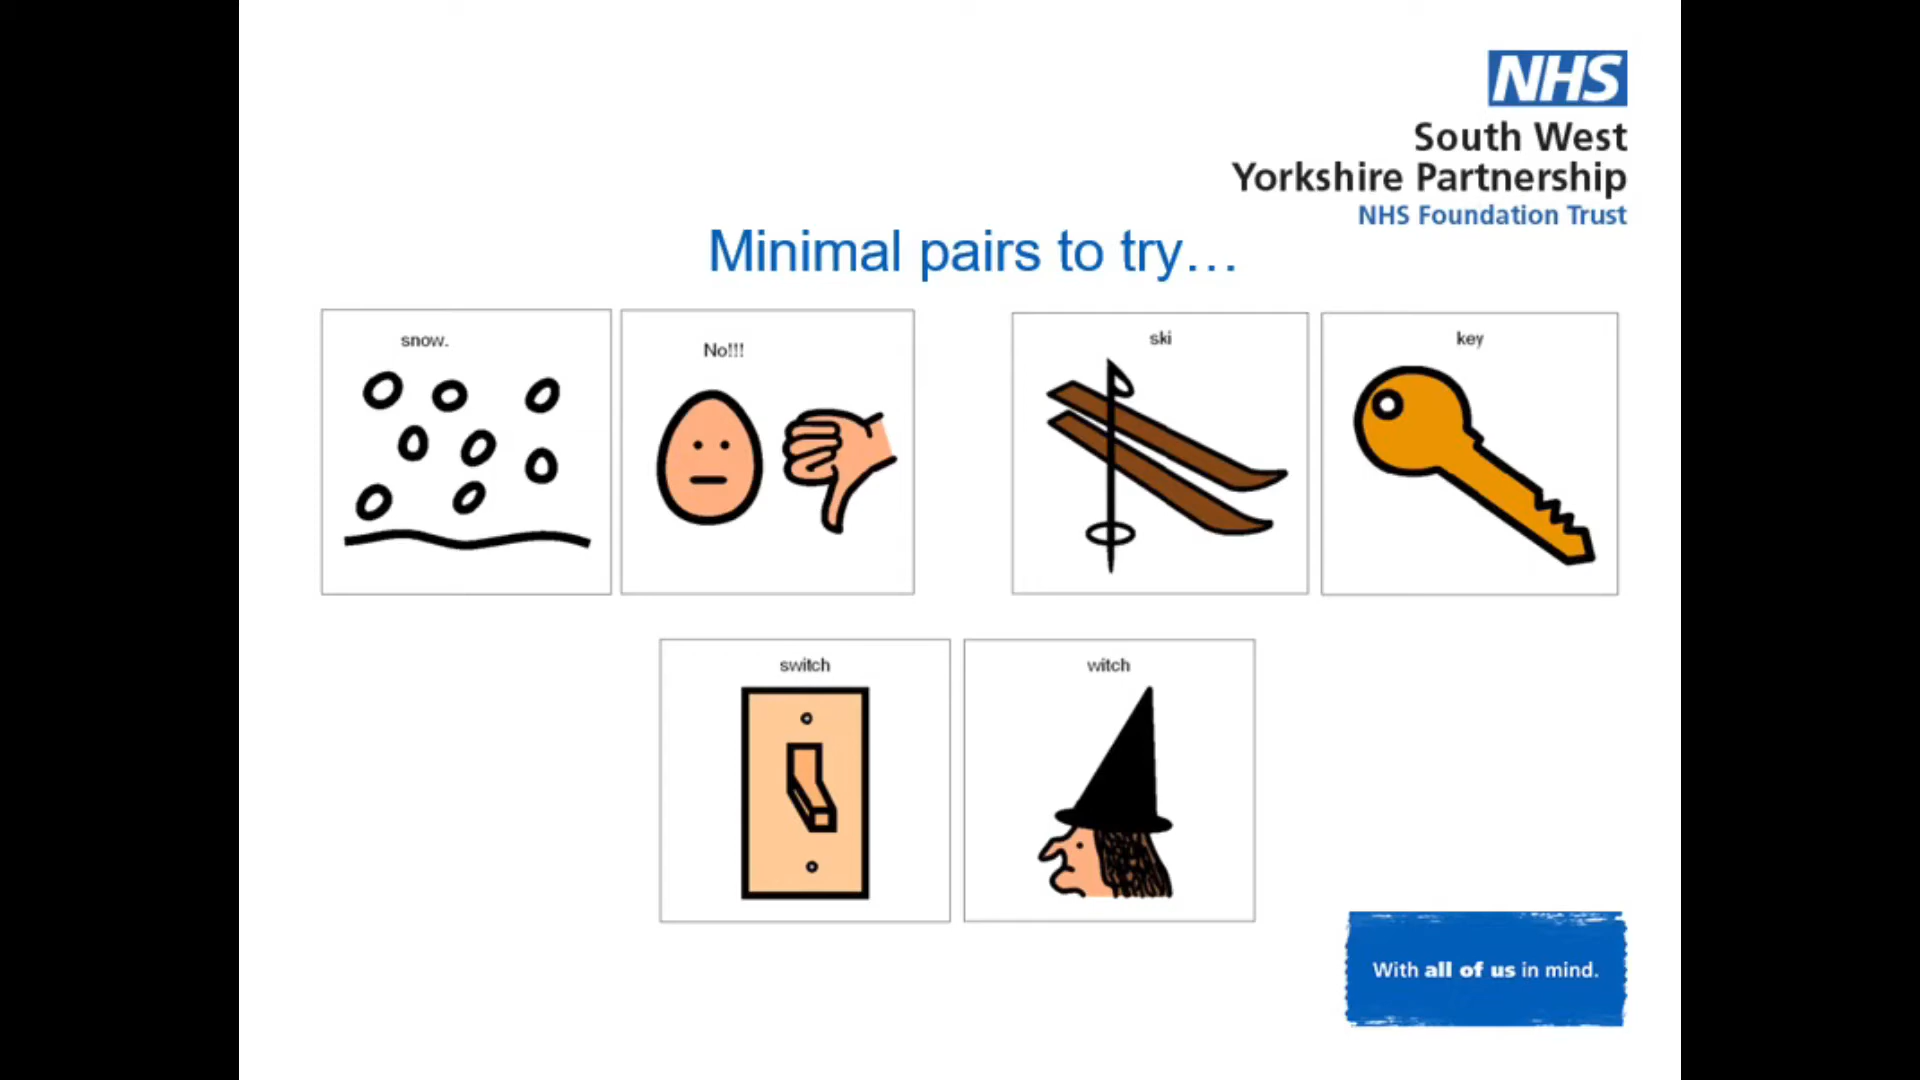 NHS
South West
Yorkshire Partnership
NHS Foundation Trust
Minimal pairs to try…
snow.
No!!!
ski
key
switch
witch
With all of us in mind.